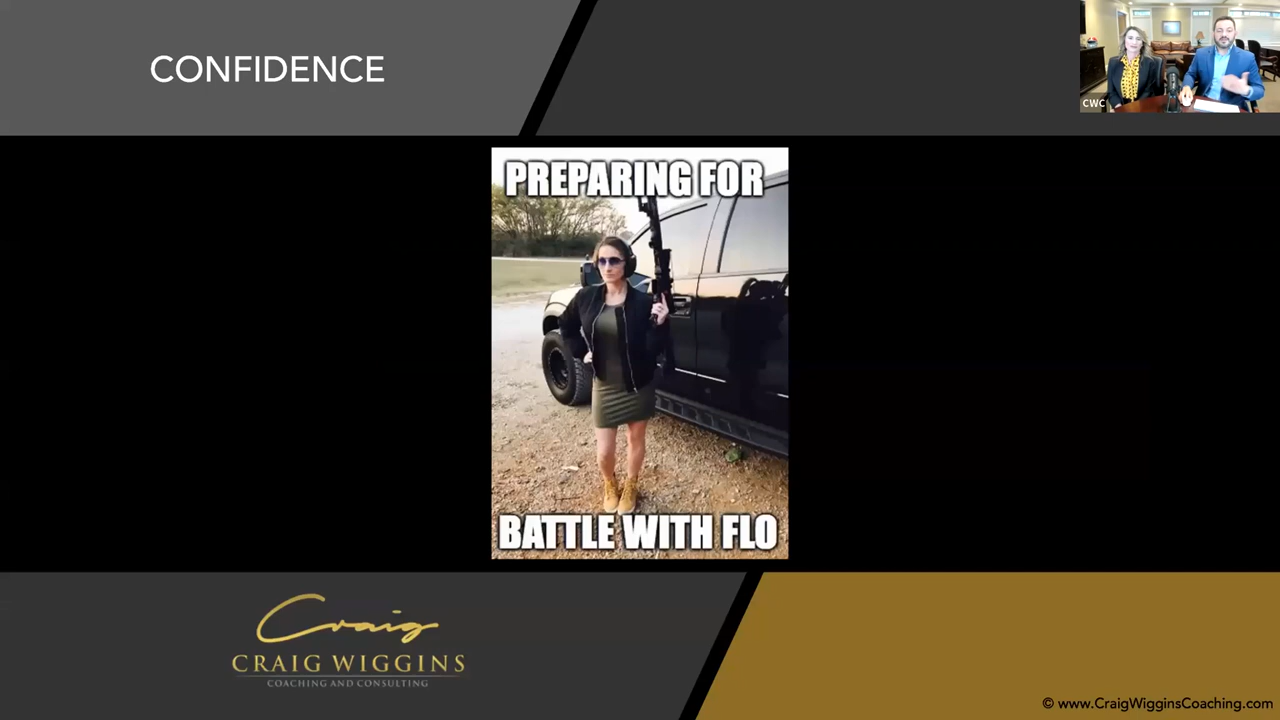 CONFIDENCE
CWC
PREPARING FOR
BATTLE WITH FLO
Craig
CRAIG WIGGINS
COACHING AND CONSULTING
© www.CraigWigginsCoaching.com